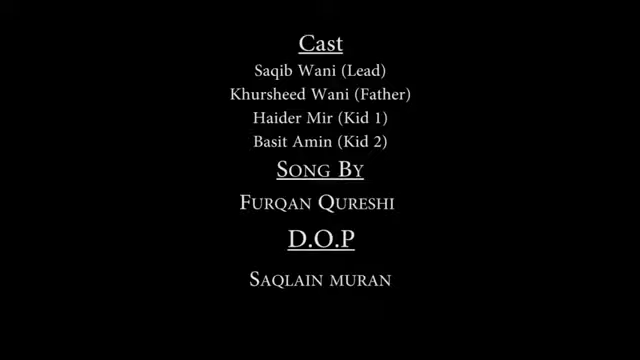 Cast
Saqib Wani (Lead)
Khursheed Wani (Father)
Haider Mir (Kid 1)
Basit Amin (Kid 2)
Song By
Furqan Qureshi
D.O.P
Saqlain muran